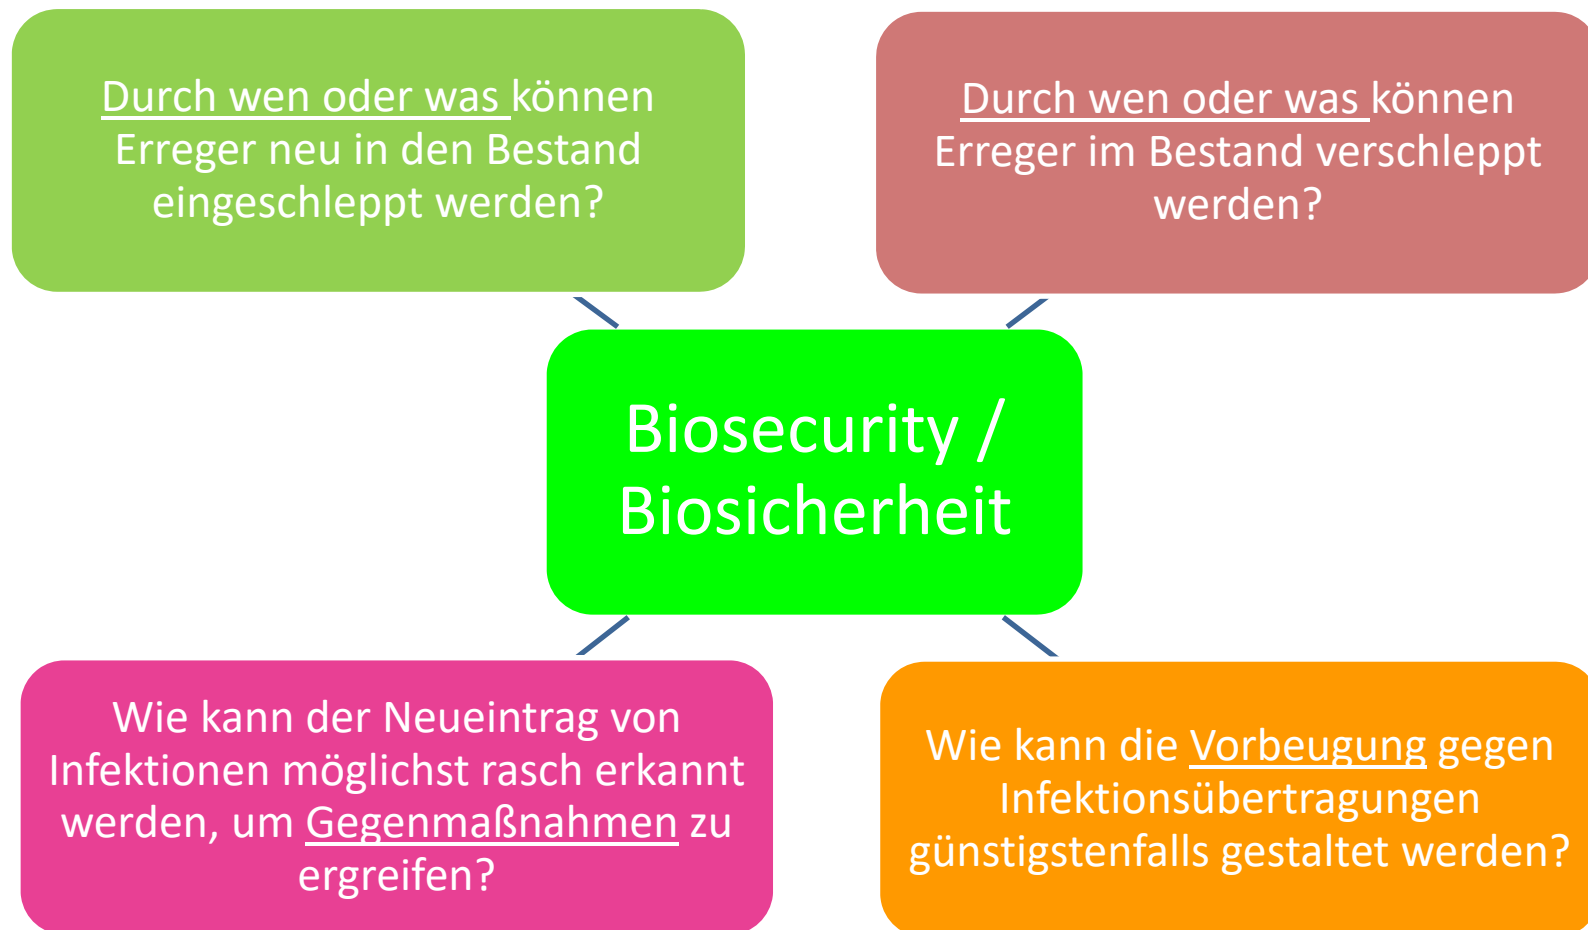 Durch wen oder was können
Erreger neu in den Bestand
eingeschleppt werden?
Durch wen oder was können
Erreger im Bestand verschleppt
werden?
Biosecurity /
Biosicherheit
Wie kann der Neueintrag von
Infektionen möglichst rasch erkannt
werden, um Gegenmaßnahmen zu
ergreifen?
Wie kann die Vorbeugung gegen
Infektionsübertragungen
günstigstenfalls gestaltet werden?